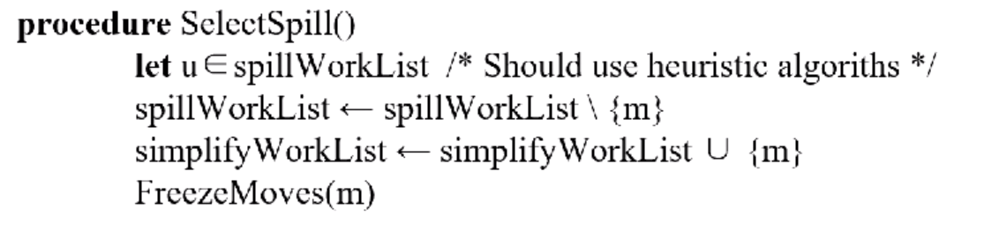 procedure SelectSpill()
let u ∈ spillWorkList /* Should use heuristic algoriths */
spillWorkList ← spillWorkList \ {m}
simplifyWorkList ← simplifyWorkList ∪ {m}
FreezeMoves(m)